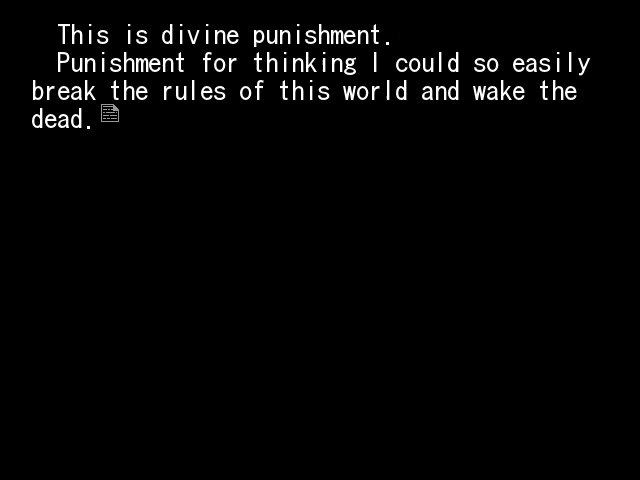 This is divine punishment.
Punishment for thinking I could so easily
break the rules of this world and wake the
dead.